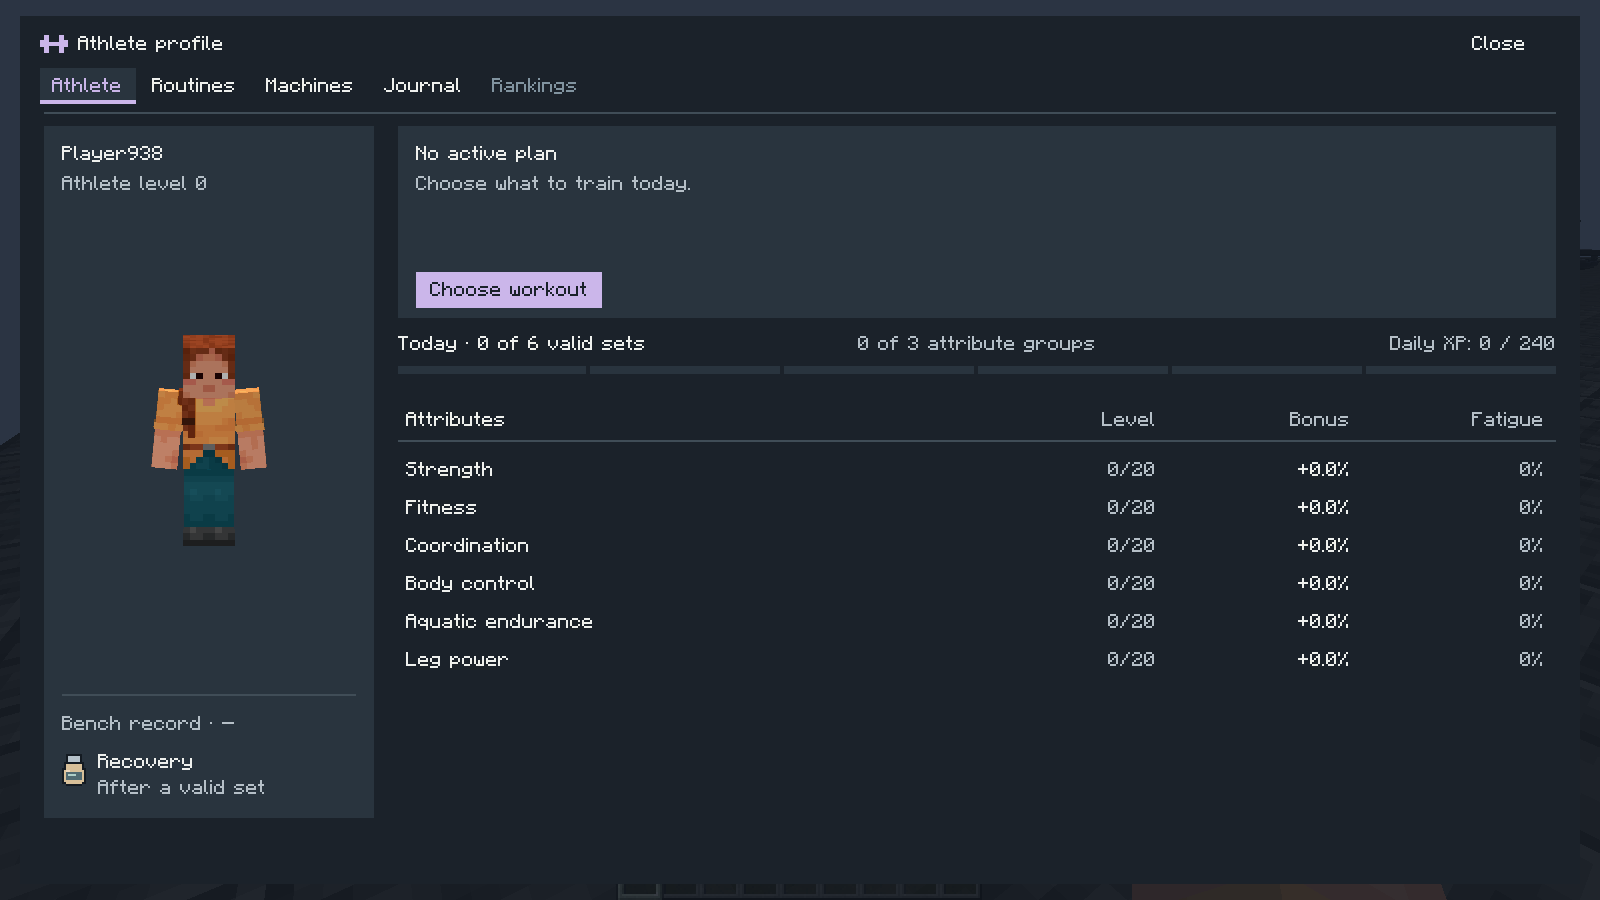 Athlete profile
Close
Athlete Routines Machines Journal Rankings
Player938
Athlete level 0
No active plan
Choose what to train today.
Choose workout
Today · 0 of 6 valid sets 0 of 3 attribute groups Daily XP: 0 / 240
Attributes Level Bonus Fatigue
Strength 0/20 +0.0% 0%
Fitness 0/20 +0.0% 0%
Coordination 0/20 +0.0% 0%
Body control 0/20 +0.0% 0%
Aquatic endurance 0/20 +0.0% 0%
Leg power 0/20 +0.0% 0%
Bench record · —
Recovery
After a valid set